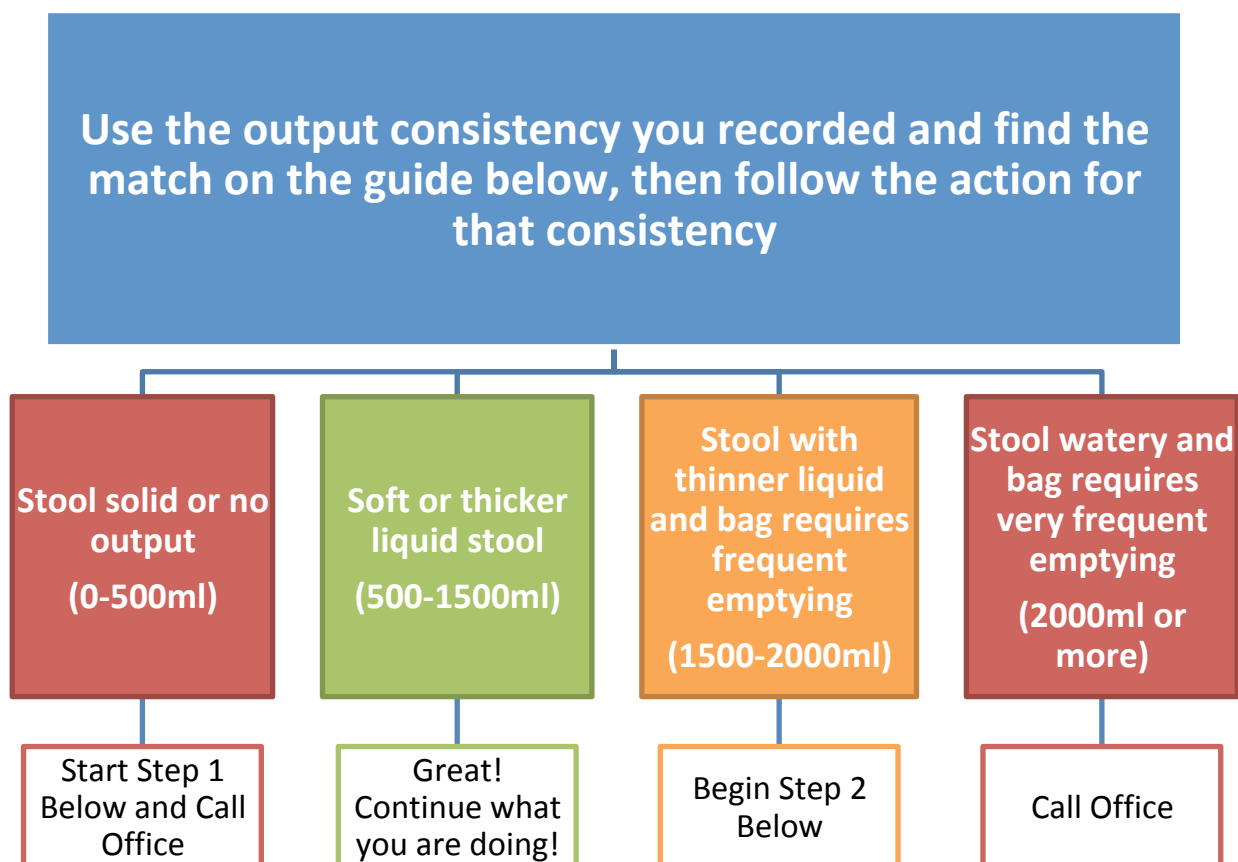 Use the output consistency you recorded and find the
match on the guide below, then follow the action for
that consistency
Stool solid or no
output
(0-500ml)
Soft or thicker
liquid stool
(500-1500ml)
Stool with
thinner liquid
and bag requires
frequent
emptying
(1500-2000ml)
Stool watery and
bag requires
very frequent
emptying
(2000ml or
more)
Start Step 1
Below and Call
Office
Great!
Continue what
you are doing!
Begin Step 2
Below
Call Office